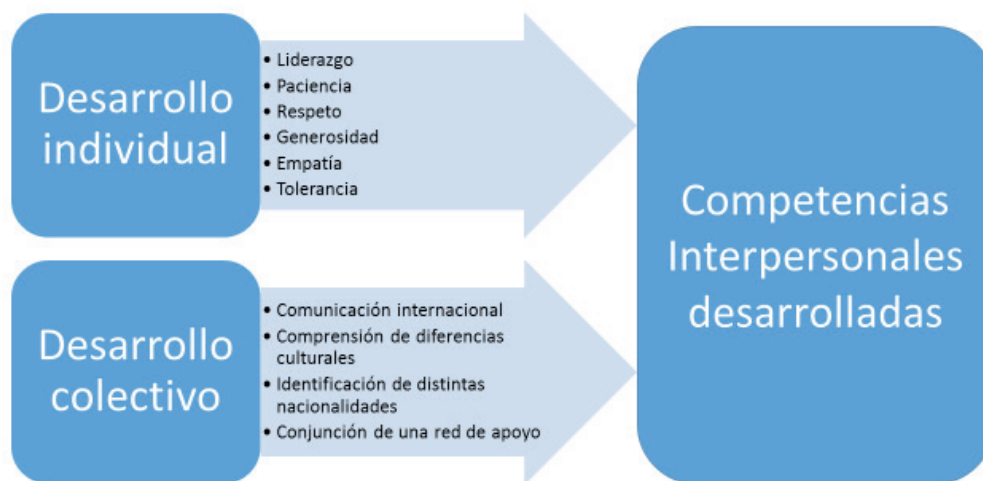 Desarrollo
individual
• Liderazgo
• Paciencia
• Respeto
• Generosidad
• Empatía
• Tolerancia
Desarrollo
colectivo
• Comunicación internacional
• Comprensión de diferencias
culturales
• Identificación de distintas
nacionalidades
• Conjunción de una red de apoyo
Competencias
Interpersonales
desarrolladas